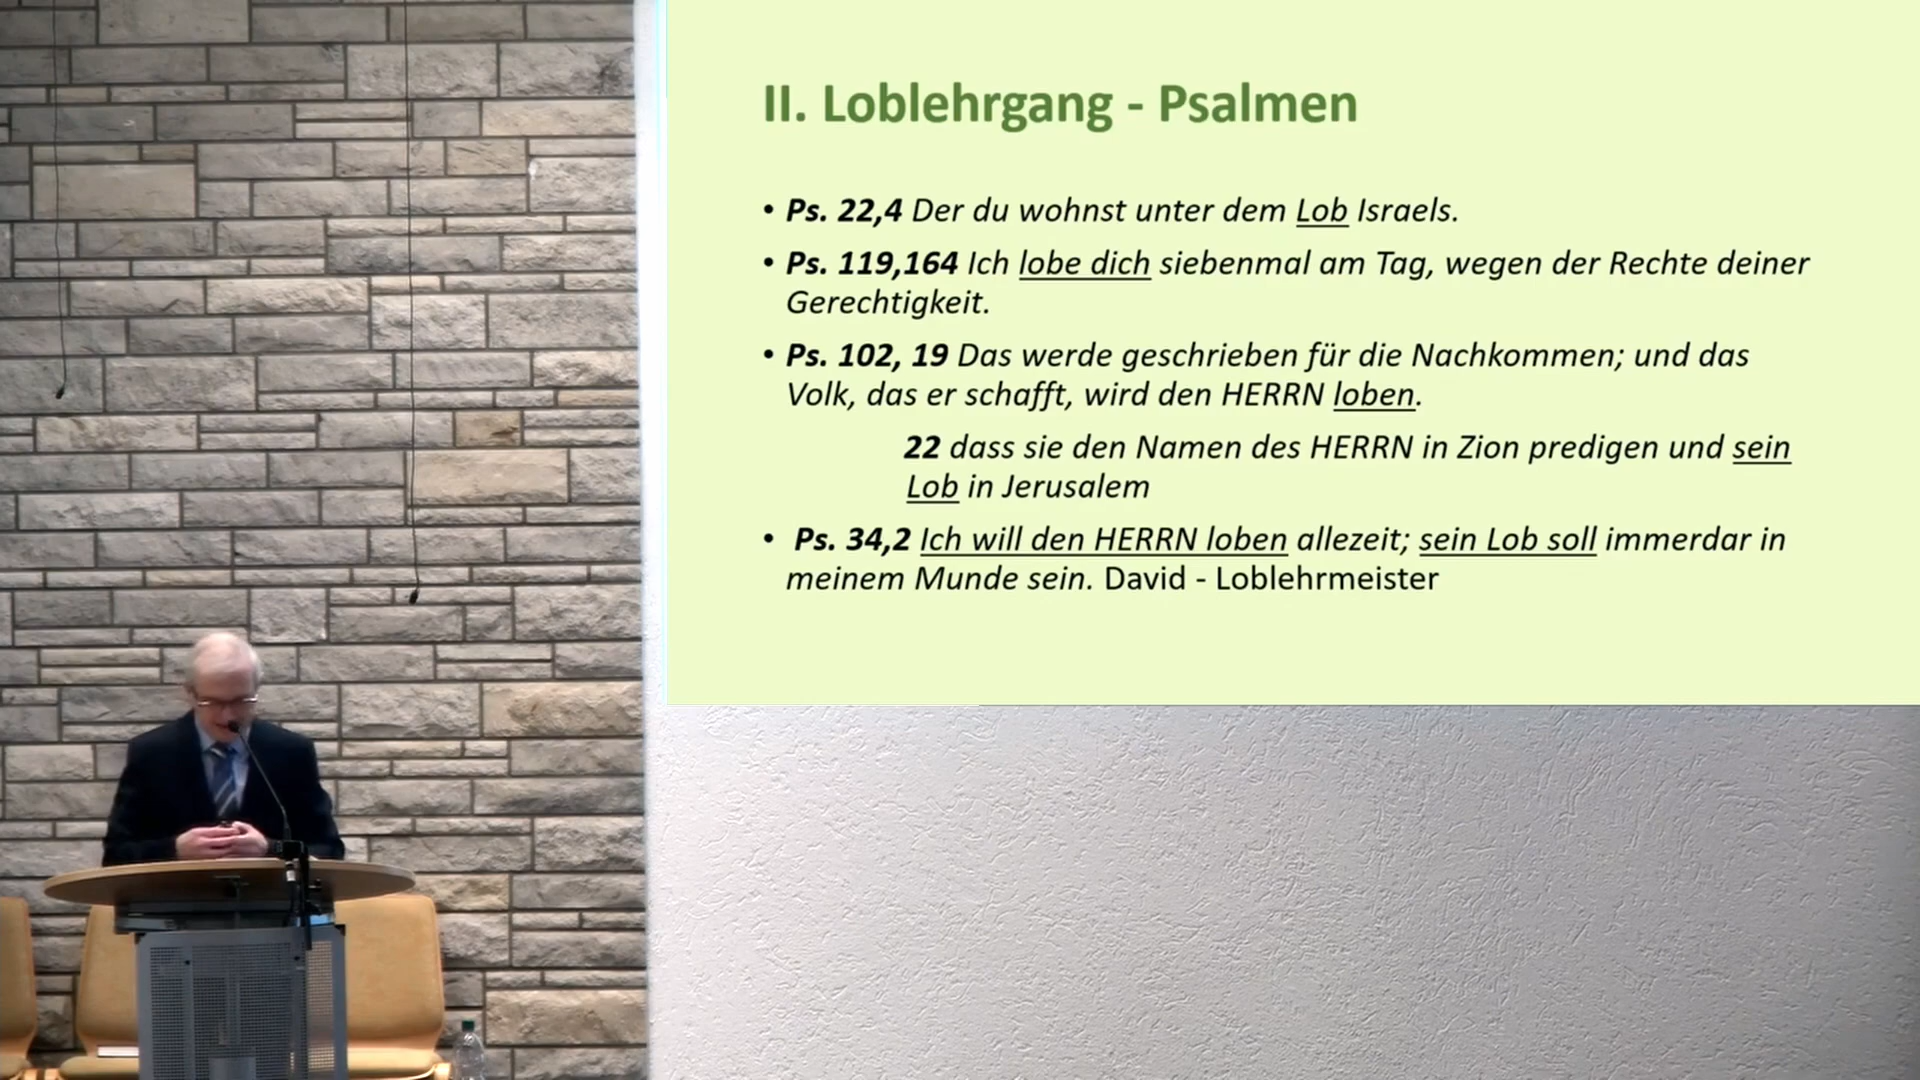 II. Loblehrgang - Psalmen
• Ps. 22,4 Der du wohnst unter dem Lob Israels.
• Ps. 119,164 Ich lobe dich siebenmal am Tag, wegen der Rechte deiner
Gerechtigkeit.
• Ps. 102, 19 Das werde geschrieben für die Nachkommen; und das
Volk, das er schafft, wird den HERRN loben.
22 dass sie den Namen des HERRN in Zion predigen und sein
Lob in Jerusalem
• Ps. 34,2 Ich will den HERRN loben allezeit; sein Lob soll immerdar in
meinem Munde sein. David - Loblehrmeister